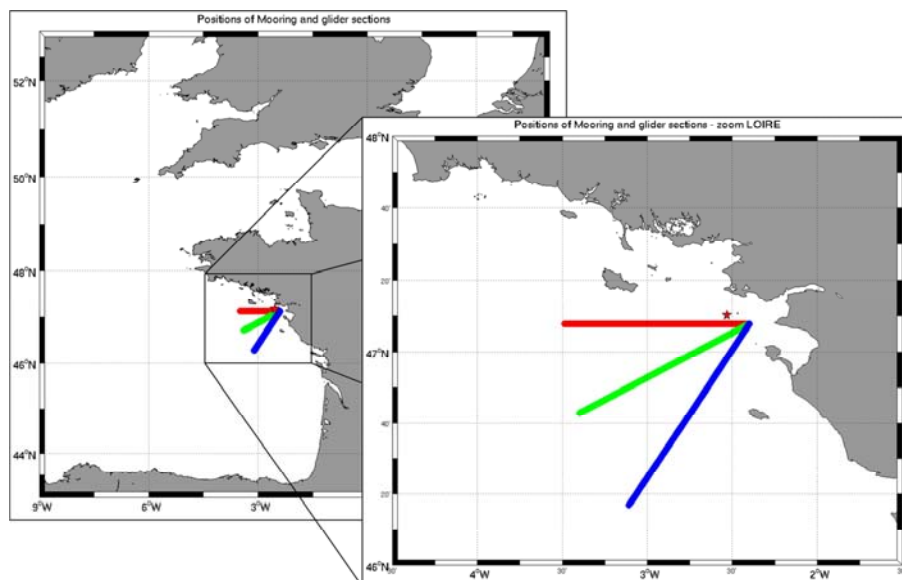 Positions of Mooring and glider sections
52°N
50°N
48°N
46°N
44°N
9°W 6°W 3°W
Positions of Mooring and glider sections - zoom LOIRE
48°N
40'
20'
47°N
40'
20'
46°N
30' 4°W 30' 3°W 30' 2°W 30'